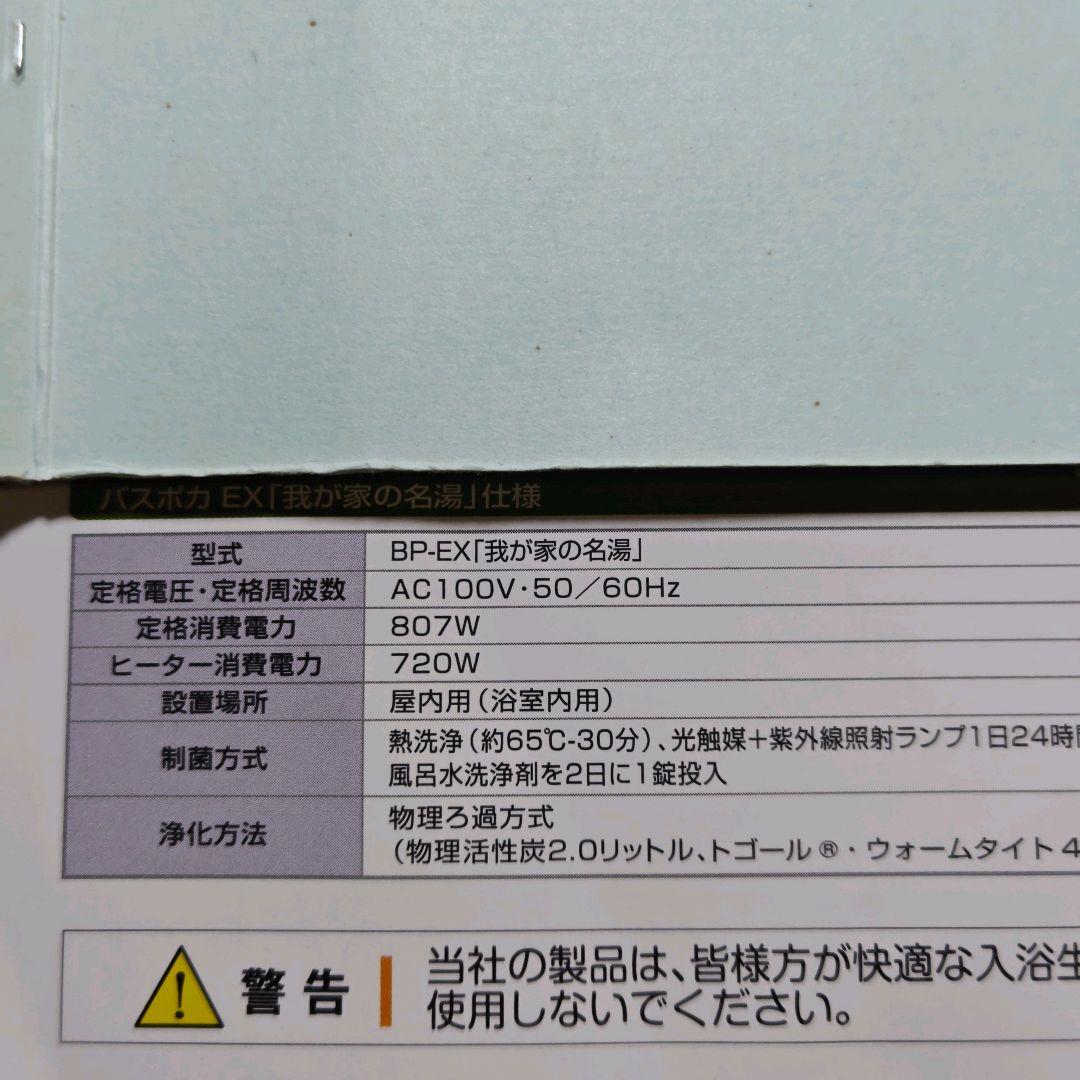 バスポカ EX「我が家の名湯」仕様
型式 BP-EX「我が家の名湯」
定格電圧・定格周波数 AC100V・50／60Hz
定格消費電力 807W
ヒーター消費電力 720W
設置場所 屋内用（浴室内用）
制菌方式 熱洗浄（約65℃-30分）、光触媒＋紫外線照射ランプ1日24時
風呂水洗浄剤を2日に1錠投入
浄化方法 物理ろ過方式
（物理活性炭2.0リットル、トゴール®・ウォームタイト4
警告 当社の製品は、皆様方が快適な入浴生
使用しないでください。